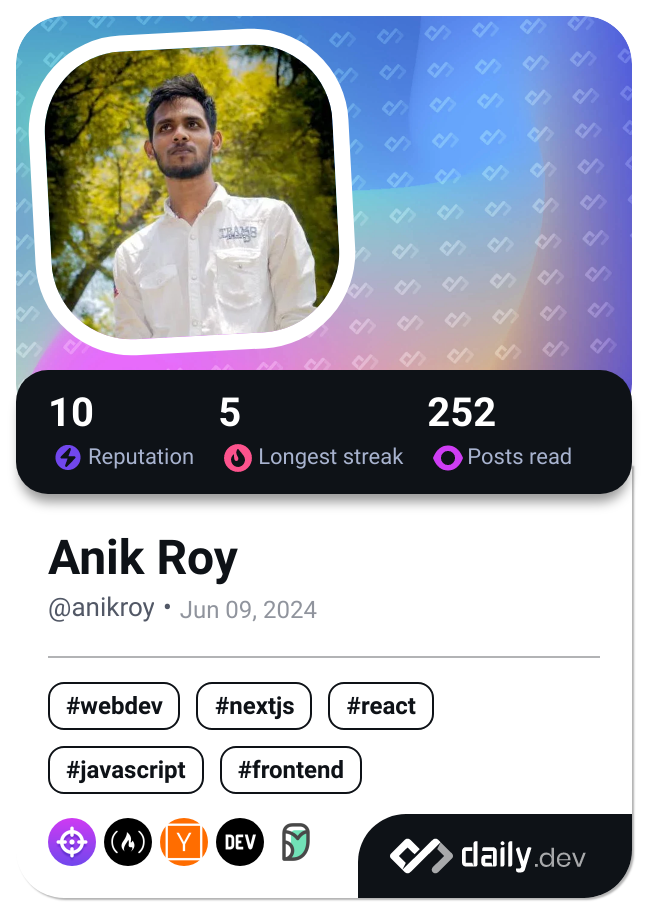 10 5 252
Reputation Longest streak Posts read
Anik Roy
@anikroy • Jun 09, 2024
#webdev #nextjs #react
#javascript #frontend
Y DEV
daily.dev